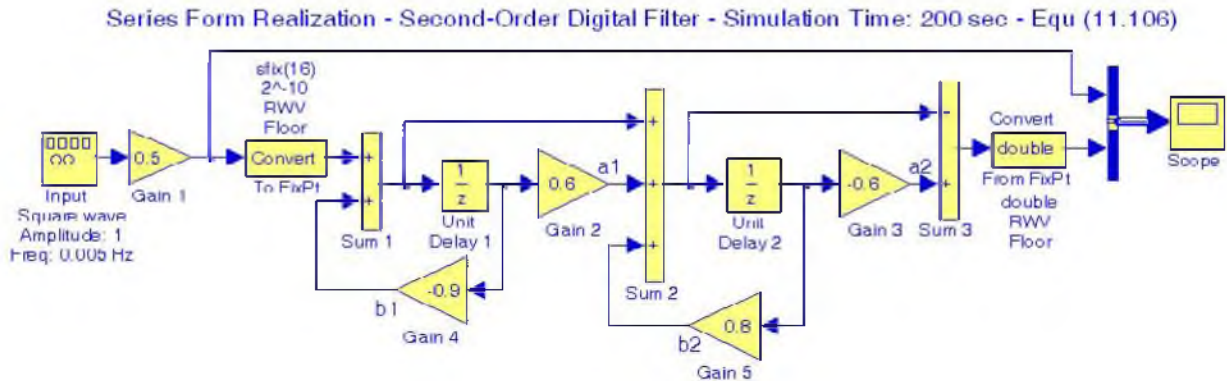 Series Form Realization - Second-Order Digital Filter - Simulation Time: 200 sec - Equ (11.106)
sfix(16)
2^-10
RWV
Floor
Convert
To FixPt
Input
Square wave
Amplitude: 1
Freq: 0.005 Hz
0.5
Gain 1
+
+
Sum 1
1
z
Unit
Delay 1
0.6
a1
Gain 2
-0.9
b1
Gain 4
+
+
+
Sum 2
1
z
Unit
Delay 2
-0.6
a2
Gain 3
0.8
b2
Gain 5
-
+
Sum 3
Convert
double
From FixPt
double
RWV
Floor
Scope